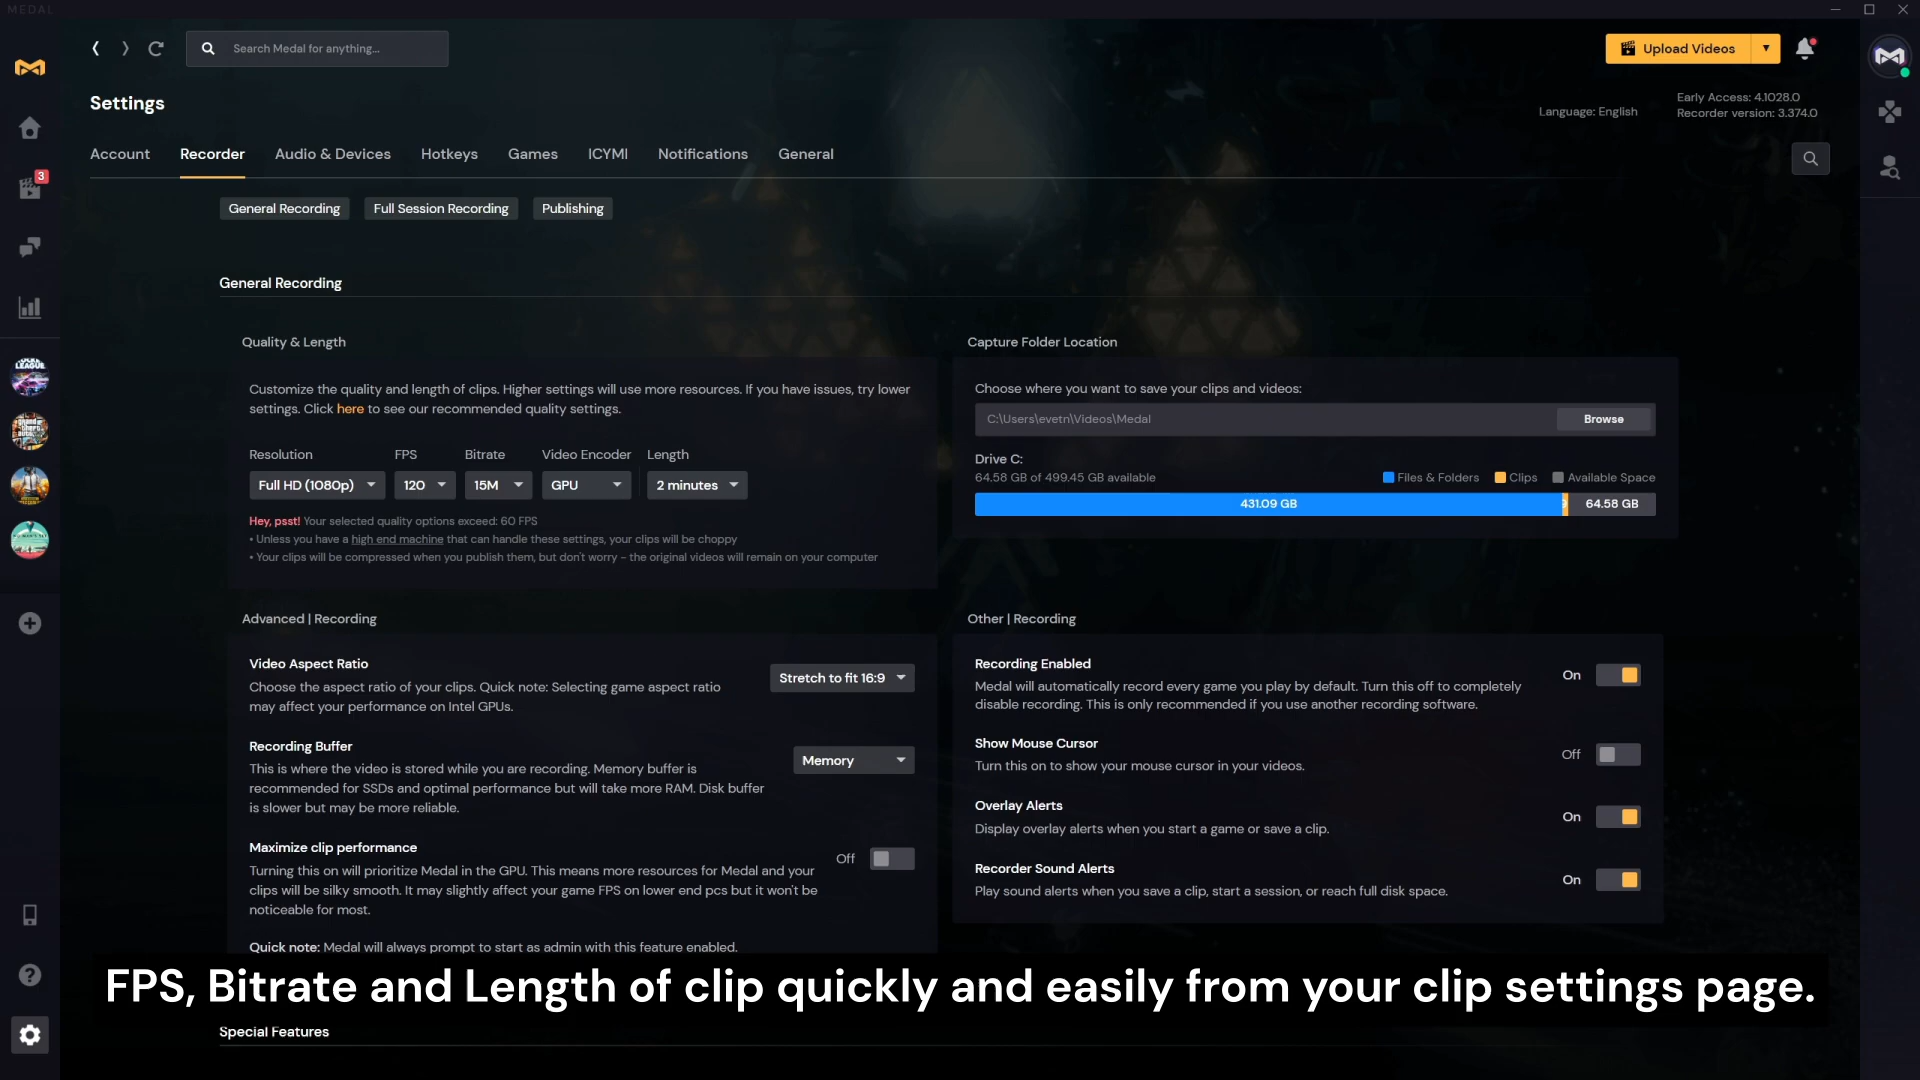 MEDAL
Search Medal for anything...
Upload Videos
Settings
Language: English
Early Access: 4.1028.0
Recorder version: 3.374.0
Account
Recorder
Audio & Devices
Hotkeys
Games
ICYMI
Notifications
General
3
General Recording
Full Session Recording
Publishing
General Recording
Quality & Length
Customize the quality and length of clips. Higher settings will use more resources. If you have issues, try lower
settings. Click here to see our recommended quality settings.
Resolution
FPS
Bitrate
Video Encoder
Length
Full HD (1080p)
120
15M
GPU
2 minutes
Hey, psst! Your selected quality options exceed: 60 FPS
• Unless you have a high end machine that can handle these settings, your clips will be choppy
• Your clips will be compressed when you publish them, but don't worry - the original videos will remain on your computer
Capture Folder Location
Choose where you want to save your clips and videos:
C:\Users\evetn\Videos\Medal
Browse
Drive C:
64.58 GB of 499.45 GB available
Files & Folders
Clips
Available Space
431.09 GB
64.58 GB
Advanced | Recording
Video Aspect Ratio
Choose the aspect ratio of your clips. Quick note: Selecting game aspect ratio
may affect your performance on Intel GPUs.
Stretch to fit 16:9
Recording Buffer
This is where the video is stored while you are recording. Memory buffer is
recommended for SSDs and optimal performance but will take more RAM. Disk buffer
is slower but may be more reliable.
Memory
Maximize clip performance
Turning this on will prioritize Medal in the GPU. This means more resources for Medal and your
clips will be silky smooth. It may slightly affect your game FPS on lower end pcs but it won't be
noticeable for most.
Off
Quick note: Medal will always prompt to start as admin with this feature enabled.
Other | Recording
Recording Enabled
Medal will automatically record every game you play by default. Turn this off to completely
disable recording. This is only recommended if you use another recording software.
On
Show Mouse Cursor
Turn this on to show your mouse cursor in your videos.
Off
Overlay Alerts
Display overlay alerts when you start a game or save a clip.
On
Recorder Sound Alerts
Play sound alerts when you save a clip, start a session, or reach full disk space.
On
FPS, Bitrate and Length of clip quickly and easily from your clip settings page.
Special Features